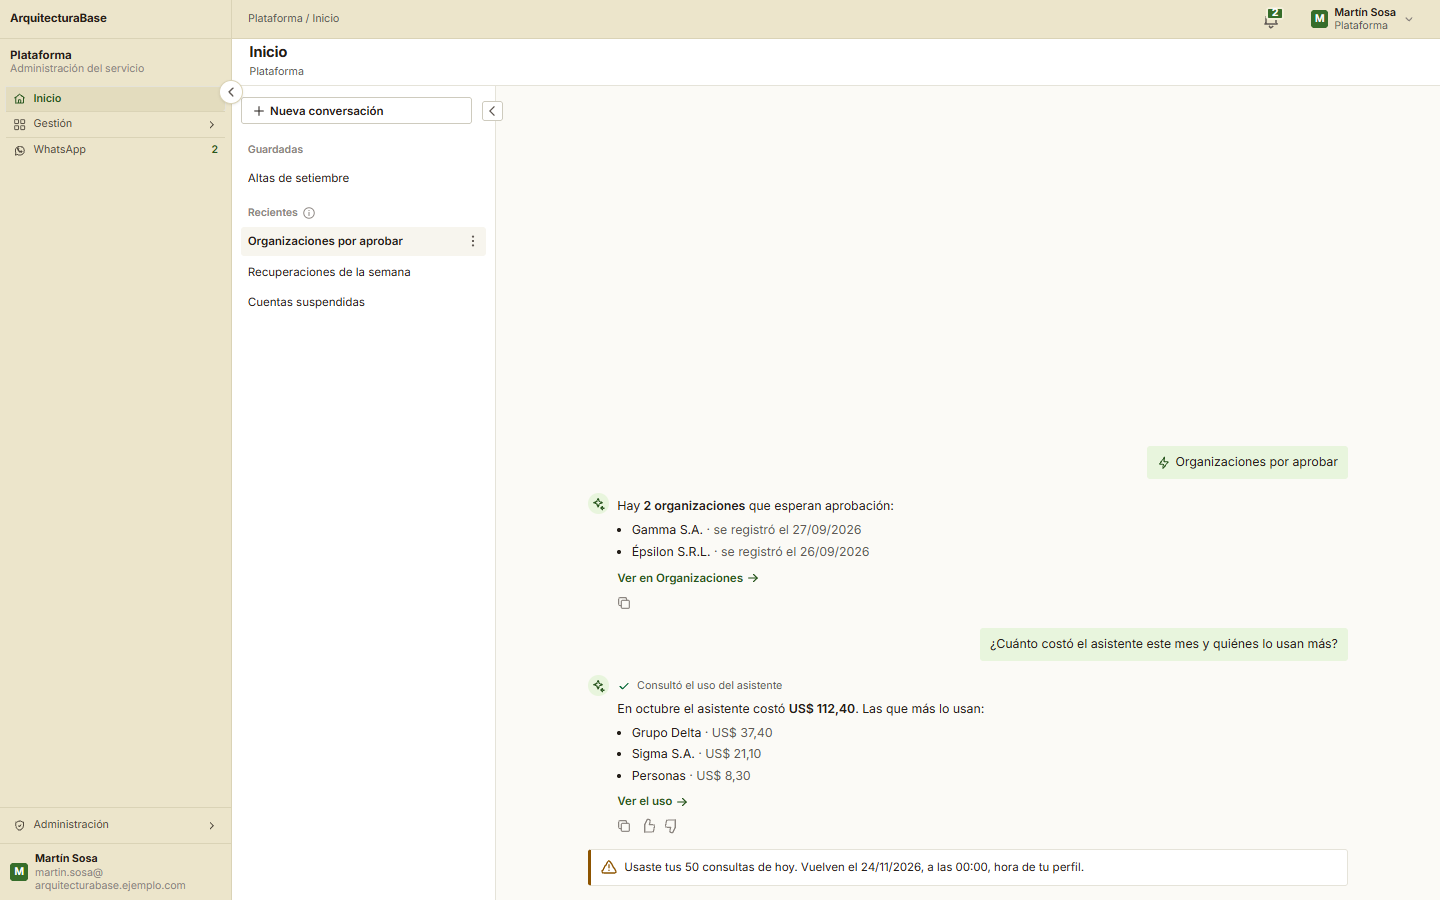 ArquitecturaBase
Plataforma / Inicio
2
M
Martín Sosa
Plataforma
Plataforma
Administración del servicio
Inicio
Gestión
WhatsApp
2
Administración
M
Martín Sosa
martin.sosa@
arquitecturabase.ejemplo.com
Inicio
Plataforma
Nueva conversación
Guardadas
Altas de setiembre
Recientes
Organizaciones por aprobar
Recuperaciones de la semana
Cuentas suspendidas
Organizaciones por aprobar
Hay 2 organizaciones que esperan aprobación:
• Gamma S.A. · se registró el 27/09/2026
• Épsilon S.R.L. · se registró el 26/09/2026
Ver en Organizaciones →
¿Cuánto costó el asistente este mes y quiénes lo usan más?
Consultó el uso del asistente
En octubre el asistente costó US$ 112,40. Las que más lo usan:
• Grupo Delta · US$ 37,40
• Sigma S.A. · US$ 21,10
• Personas · US$ 8,30
Ver el uso →
Usaste tus 50 consultas de hoy. Vuelven el 24/11/2026, a las 00:00, hora de tu perfil.